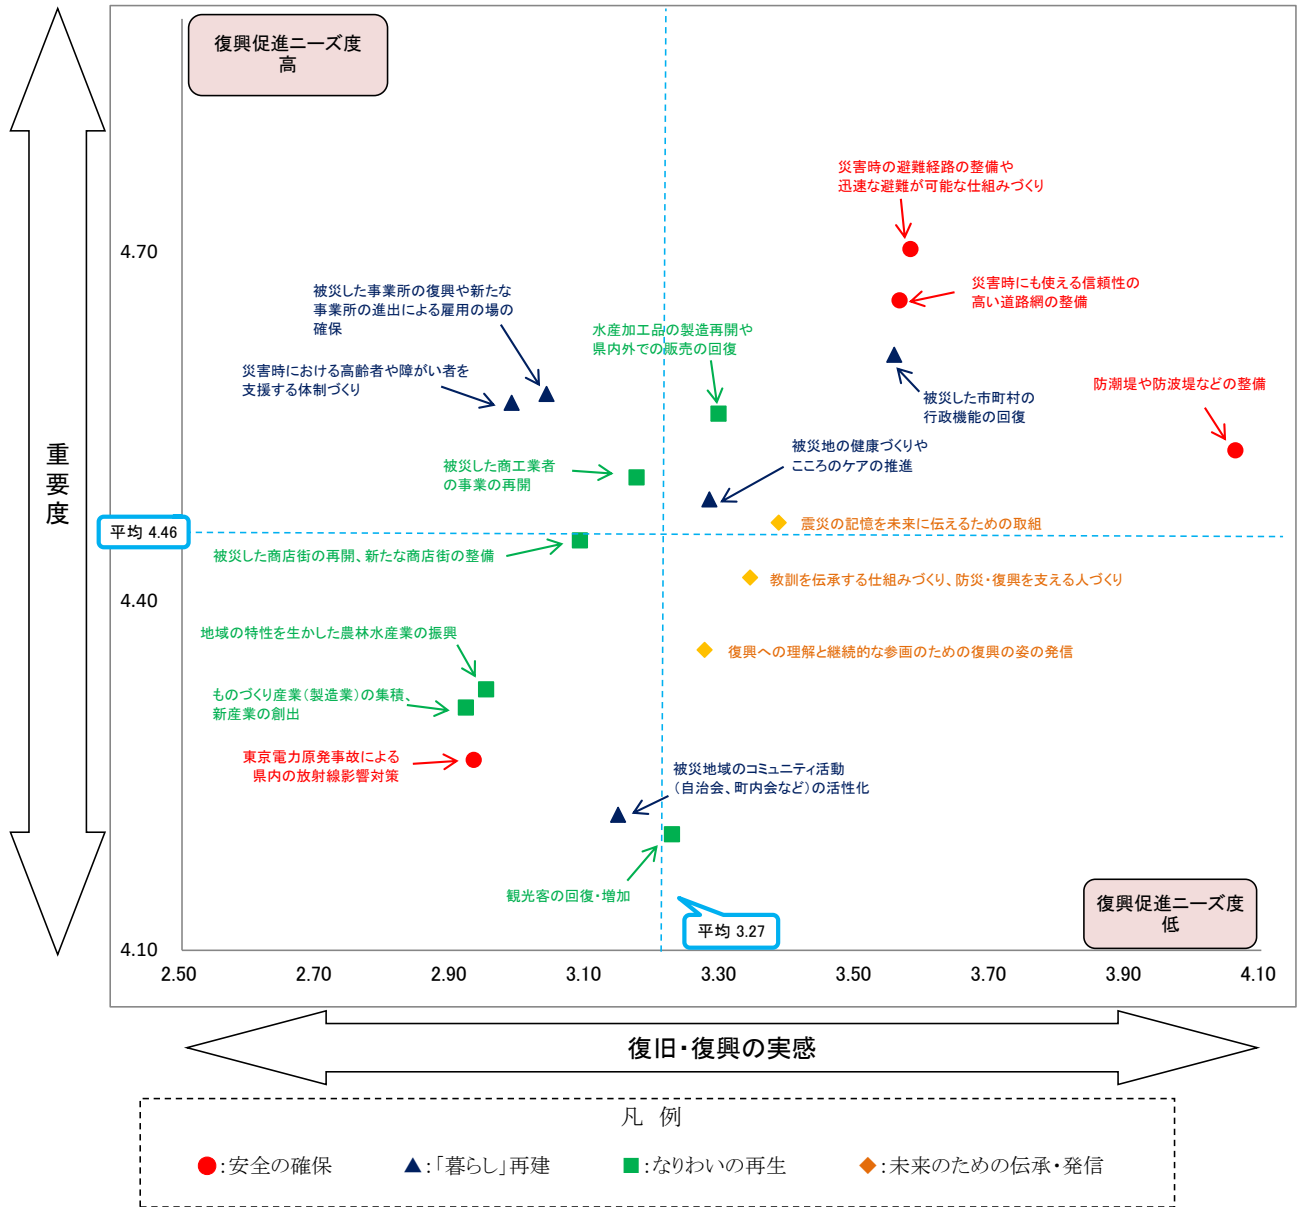 復興促進ニーズ度
高
災害時の避難経路の整備や
迅速な避難が可能な仕組みづくり
4.70
災害時にも使える信頼性の
高い道路網の整備
被災した事業所の復興や新たな
事業所の進出による雇用の場の
確保
水産加工品の製造再開や
県内外での販売の回復
災害時における高齢者や障がい者を
支援する体制づくり
防潮堤や防波堤などの整備
被災した市町村の
行政機能の回復
重要度
被災地の健康づくりや
こころのケアの推進
被災した商工業者
の事業の再開
震災の記憶を未来に伝えるための取組
平均 4.46
被災した商店街の再開、新たな商店街の整備
教訓を伝承する仕組みづくり、防災・復興を支える人づくり
4.40
地域の特性を生かした農林水産業の振興
復興への理解と継続的な参画のための復興の姿の発信
ものづくり産業(製造業)の集積、
新産業の創出
東京電力原発事故による
県内の放射線影響対策
被災地域のコミュニティ活動
(自治会、町内会など)の活性化
観光客の回復・増加
復興促進ニーズ度
低
平均 3.27
4.10
2.50 2.70 2.90 3.10 3.30 3.50 3.70 3.90 4.10
復旧・復興の実感
凡 例
:安全の確保 :「暮らし」再建 :なりわいの再生 :未来のための伝承・発信